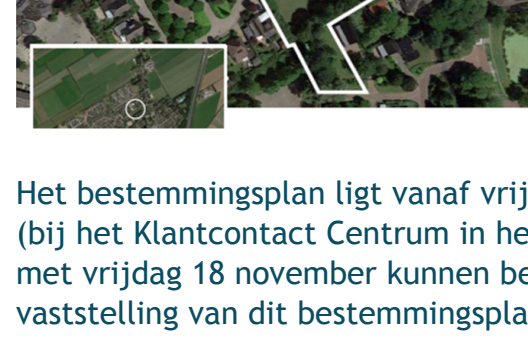 Het bestemmingsplan ligt vanaf vrij
(bij het Klantcontact Centrum in he
met vrijdag 18 november kunnen be
vaststelling van dit bestemmingspla